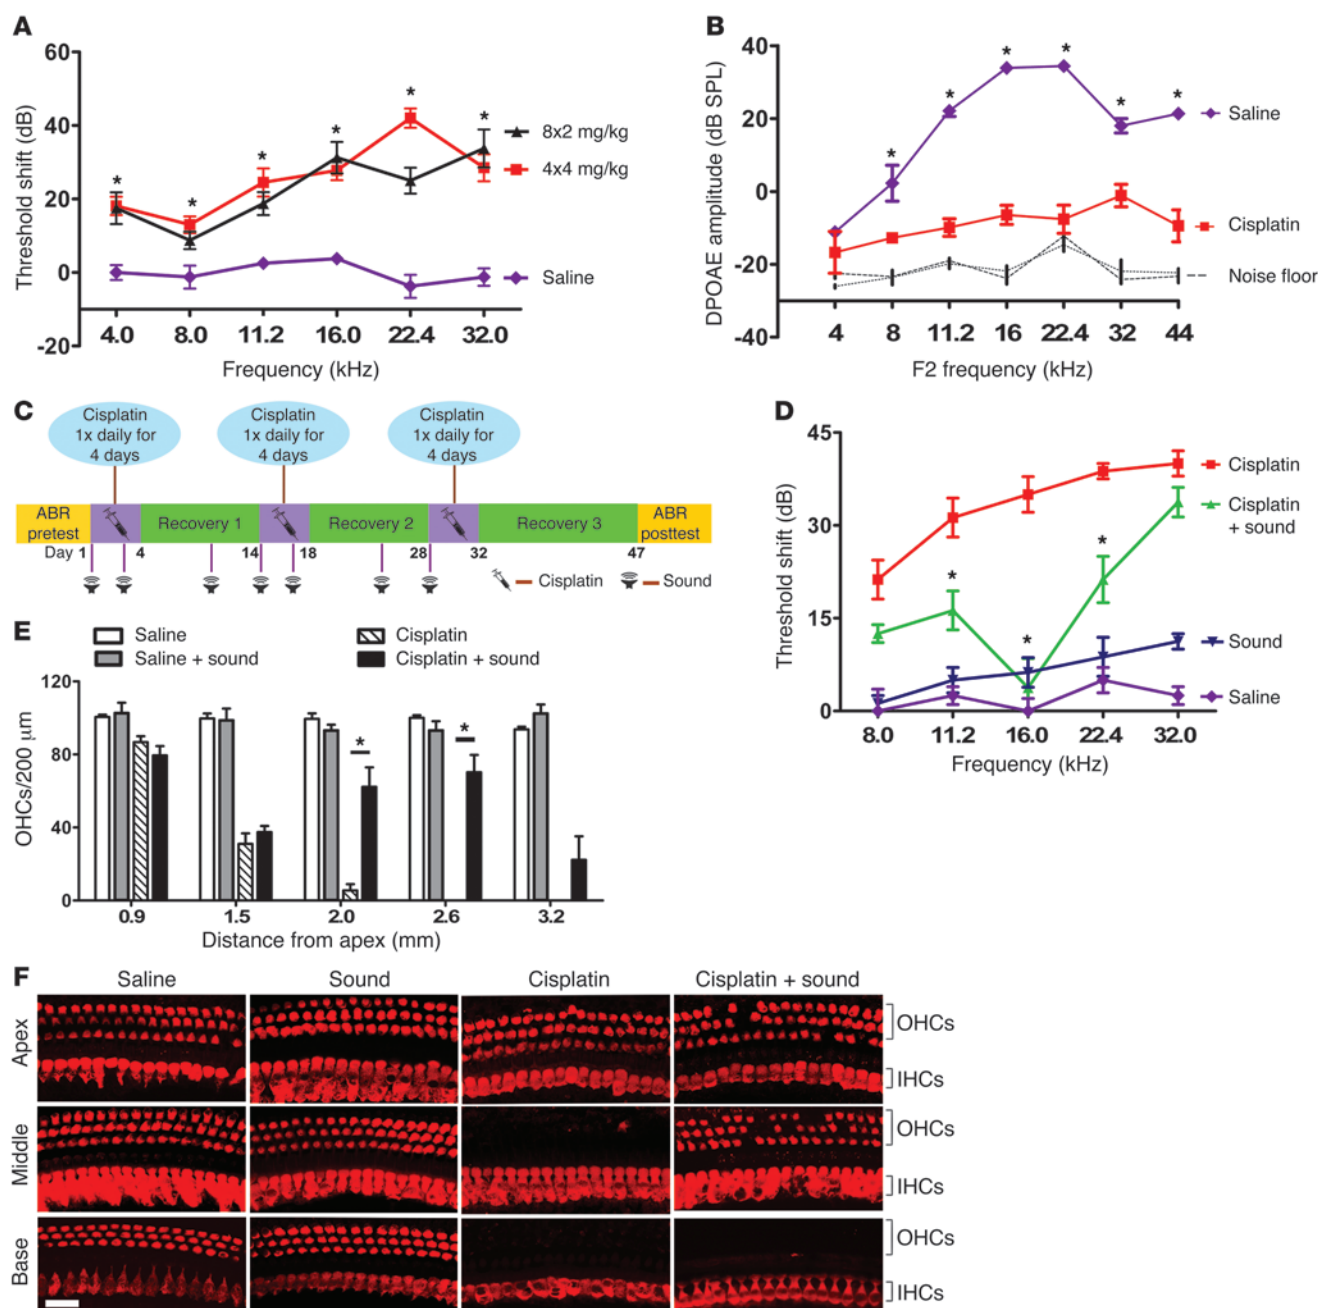 A
Threshold shift (dB)
60
40
20
0
-20
* * * * * *
8x2 mg/kg
4x4 mg/kg
Saline
4.0 8.0 11.2 16.0 22.4 32.0
Frequency (kHz)
B
DPOAE amplitude (dB SPL)
40
20
0
-20
-40
* * * * * *
Saline
Cisplatin
Noise floor
4 8 11.2 16 22.4 32 44
F2 frequency (kHz)
C
Cisplatin
1x daily for
4 days
Cisplatin
1x daily for
4 days
Cisplatin
1x daily for
4 days
ABR
pretest
Recovery 1
Recovery 2
Recovery 3
ABR
posttest
Day 1 4 14 18 28 32 47
Cisplatin
Sound
D
Threshold shift (dB)
45
30
15
0
* * *
Cisplatin
Cisplatin
+ sound
Sound
Saline
8.0 11.2 16.0 22.4 32.0
Frequency (kHz)
E
Saline
Saline + sound
Cisplatin
Cisplatin + sound
OHCs/200 µm
120
80
40
0
* *
0.9 1.5 2.0 2.6 3.2
Distance from apex (mm)
F
Saline Sound Cisplatin Cisplatin + sound
Apex
OHCs
IHCs
Middle
OHCs
IHCs
Base
OHCs
IHCs